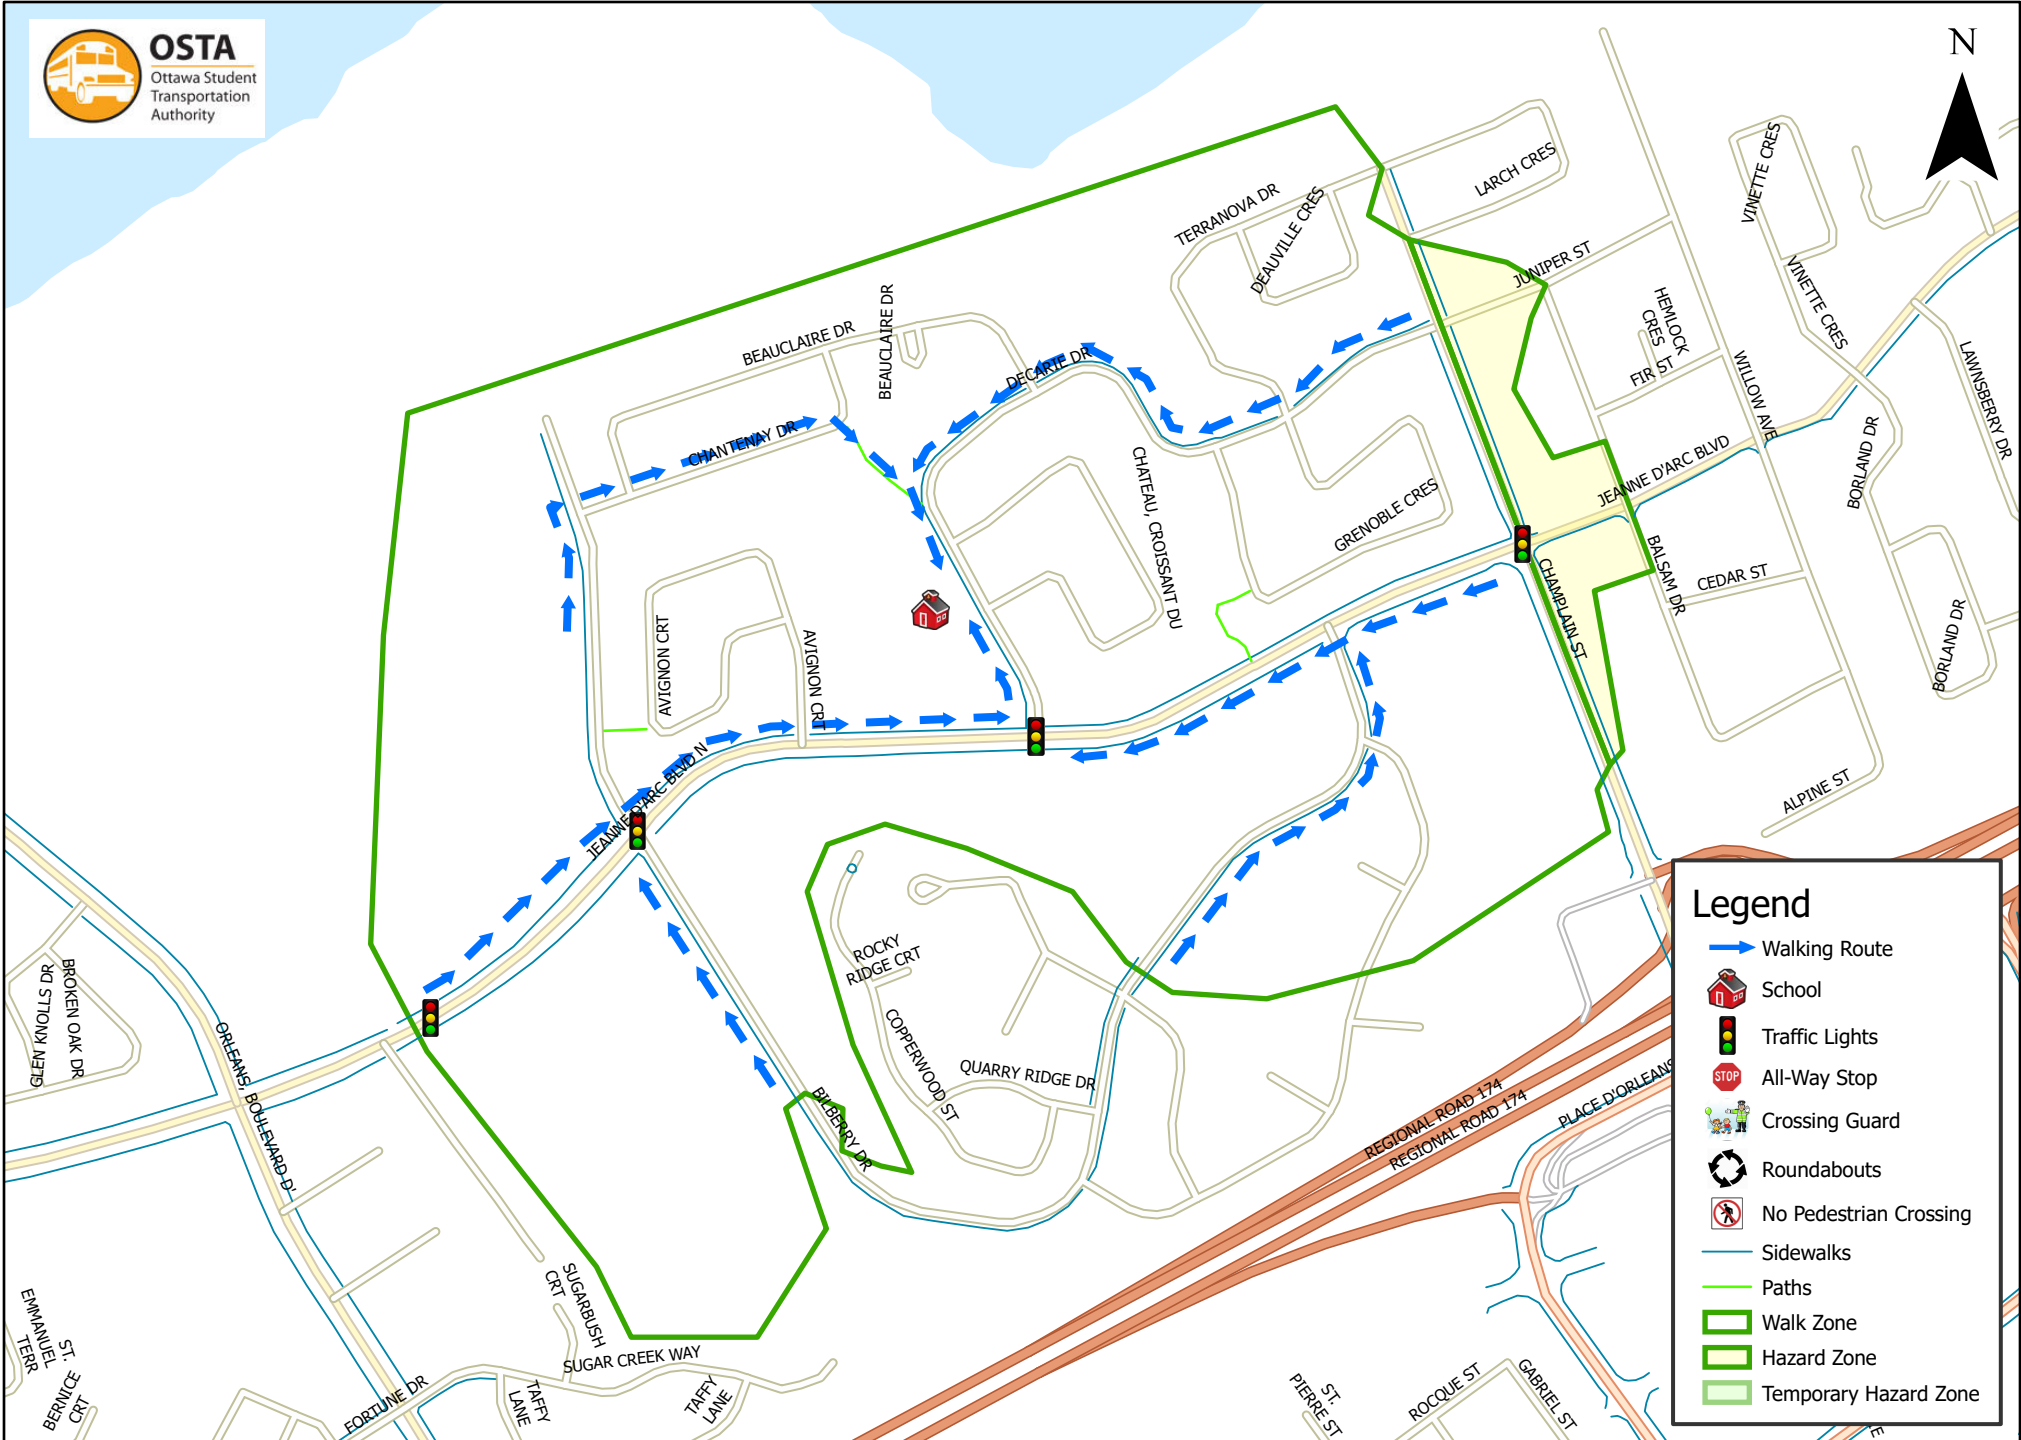 OSTA
Ottawa Student
Transportation
Authority
N
LARCH CRES
TERRANOVA DR
DEAUVILLE CRES
VINETTE CRES
JUNIPER ST
VINETTE CRES
HEMLOCK
CRES
BEAUCLAIRE DR
BEAUCLAIRE DR
DECARIE DR
FIR ST
WILLOW AVE
LAWNSBERRY DR
CHANTENAY DR
CHATEAU, CROISSANT DU
GRENOBLE CRES
JEANNE D'ARC BLVD
BORLAND DR
BALSAM DR
CEDAR ST
CHAMPLAIN ST
BORLAND DR
AVIGNON CRT
AVIGNON CRT
JEANNE D'ARC BLVD N
ALPINE ST
GLEN KNOLLS DR
BROKEN OAK DR
ORLEANS, BOULEVARD D'
ROCKY
RIDGE CRT
COPPERWOOD ST
QUARRY RIDGE DR
BILBERRY DR
REGIONAL ROAD 174
REGIONAL ROAD 174
PLACE D'ORLEANS
SUGARBUSH
CRT
SUGAR CREEK WAY
EMMANUEL
TERR
ST.
BERNICE
CRT
FORTUNE DR
TAFFY
LANE
TAFFY
LANE
ST.
PIERRE ST
ROCQUE ST
GABRIEL ST
Legend
Walking Route
School
Traffic Lights
STOP
All-Way Stop
Crossing Guard
Roundabouts
No Pedestrian Crossing
Sidewalks
Paths
Walk Zone
Hazard Zone
Temporary Hazard Zone